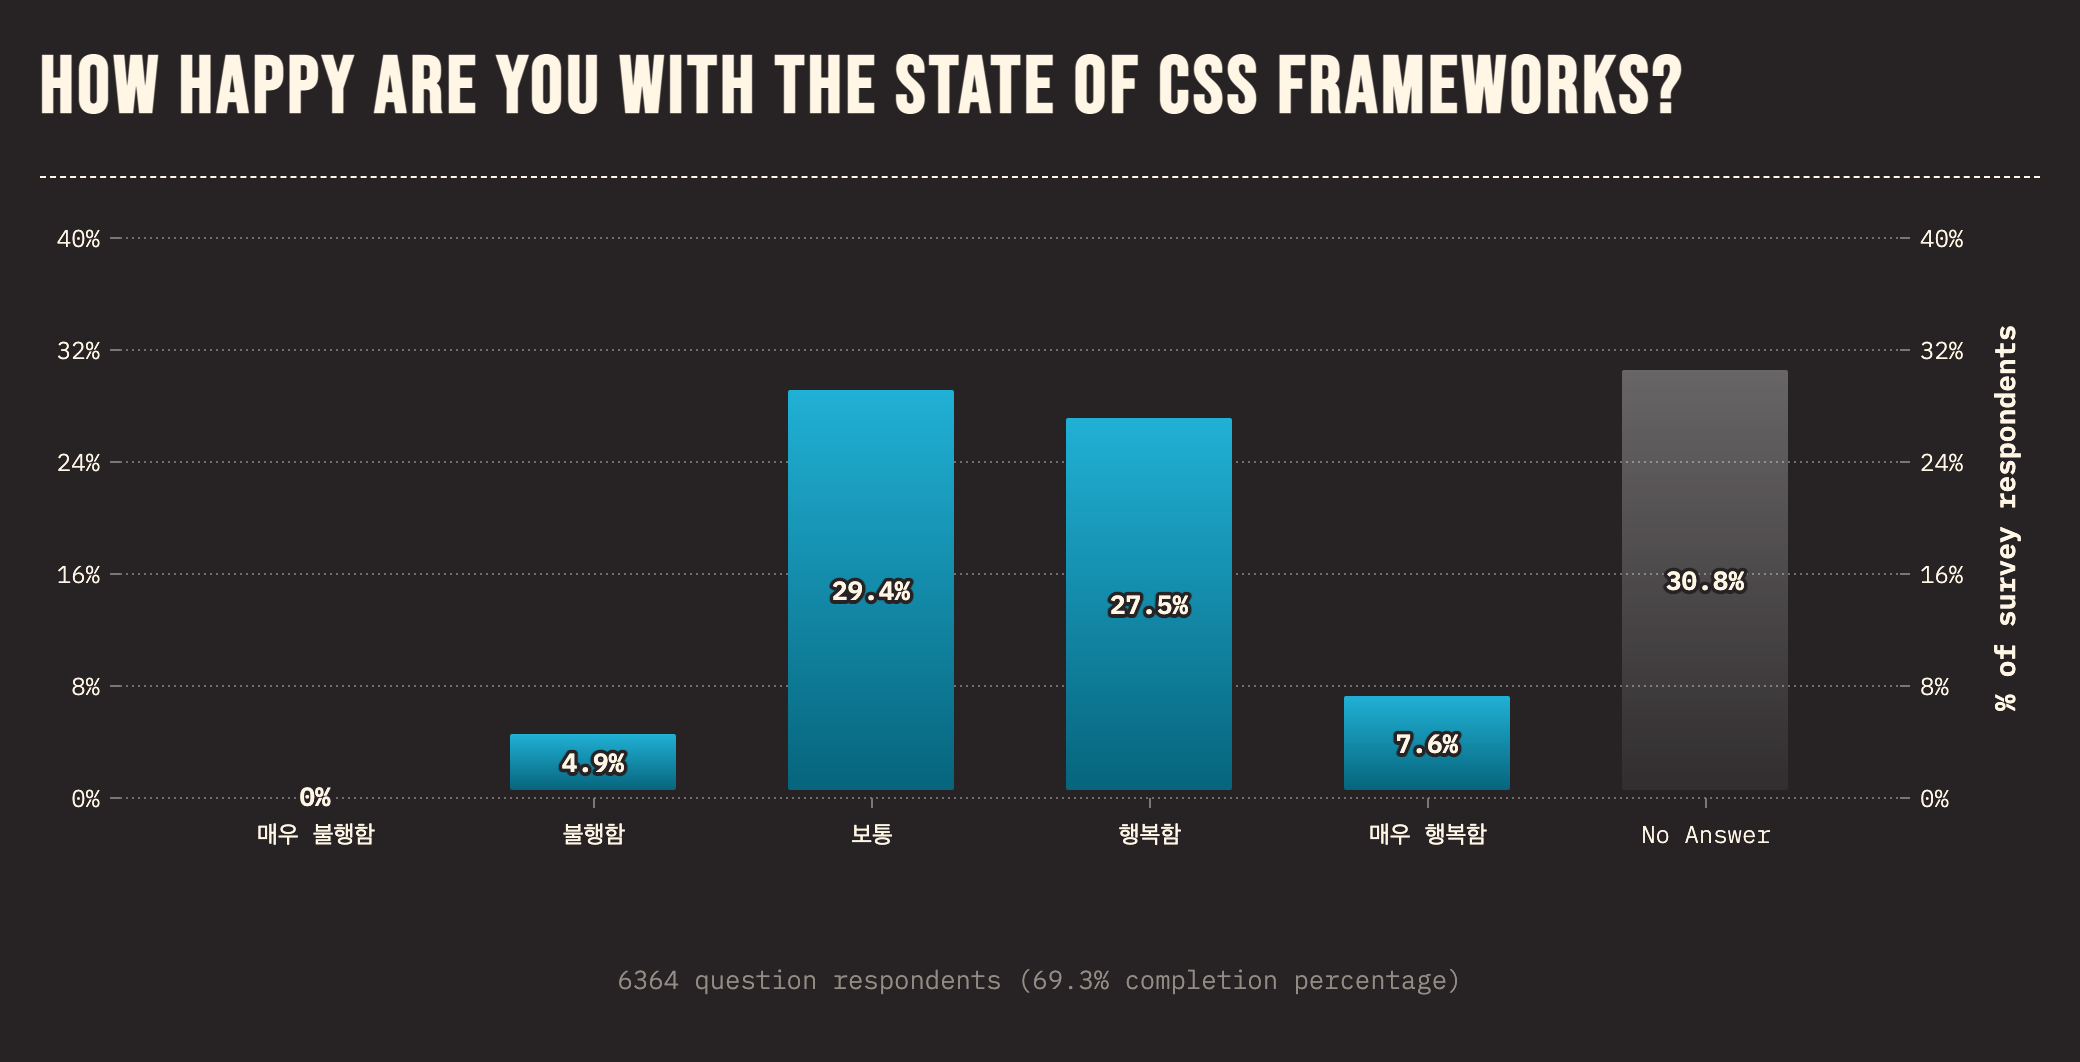 HOW HAPPY ARE YOU WITH THE STATE OF CSS FRAMEWORKS?
40% 40%
32% 32%
24% 24%
16% 16%
8% 8%
0% 0%
% of survey respondents
0% 4.9% 29.4% 27.5% 7.6% 30.8%
매우 불행함 불행함 보통 행복함 매우 행복함 No Answer
6364 question respondents (69.3% completion percentage)